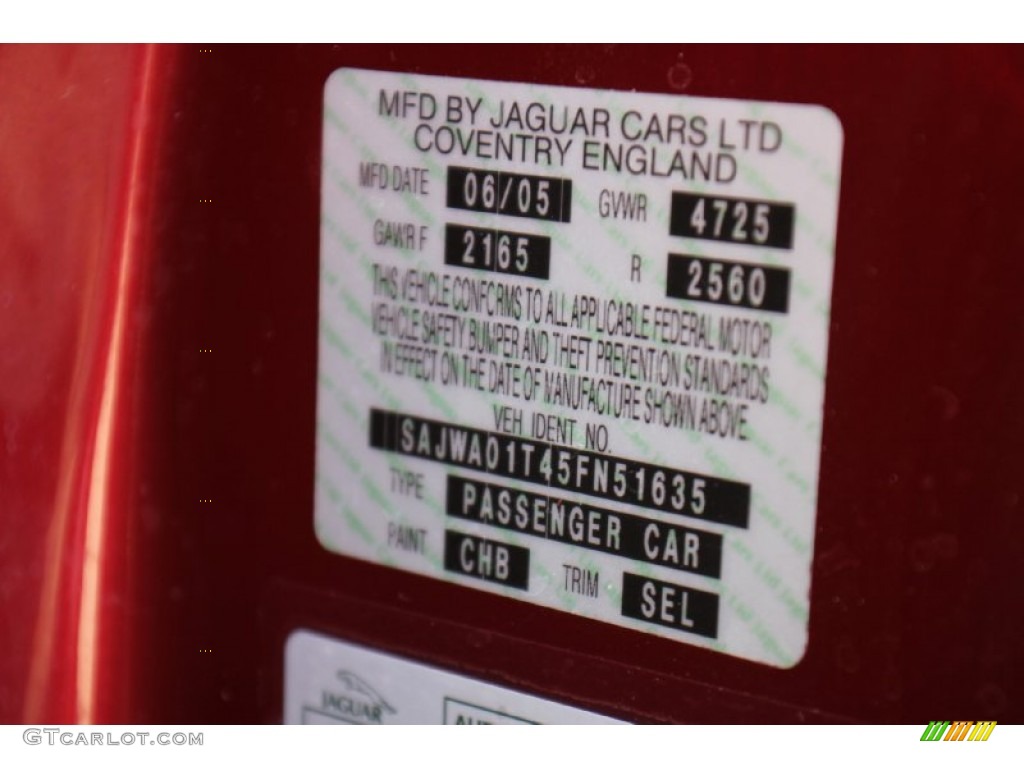 MFD BY JAGUAR CARS LTD
COVENTRY ENGLAND
MFD DATE 06/05 GVWR 4725
GAWR F 2165 R 2560
THIS VEHICLE CONFORMS TO ALL APPLICABLE FEDERAL MOTOR
VEHICLE SAFETY BUMPER AND THEFT PREVENTION STANDARDS
IN EFFECT ON THE DATE OF MANUFACTURE SHOWN ABOVE
VEH IDENT NO.
SAJWA01T45FN51635
TYPE PASSENGER CAR
PAINT CHB TRIM SEL
JAGUAR
GTCARLOT.COM